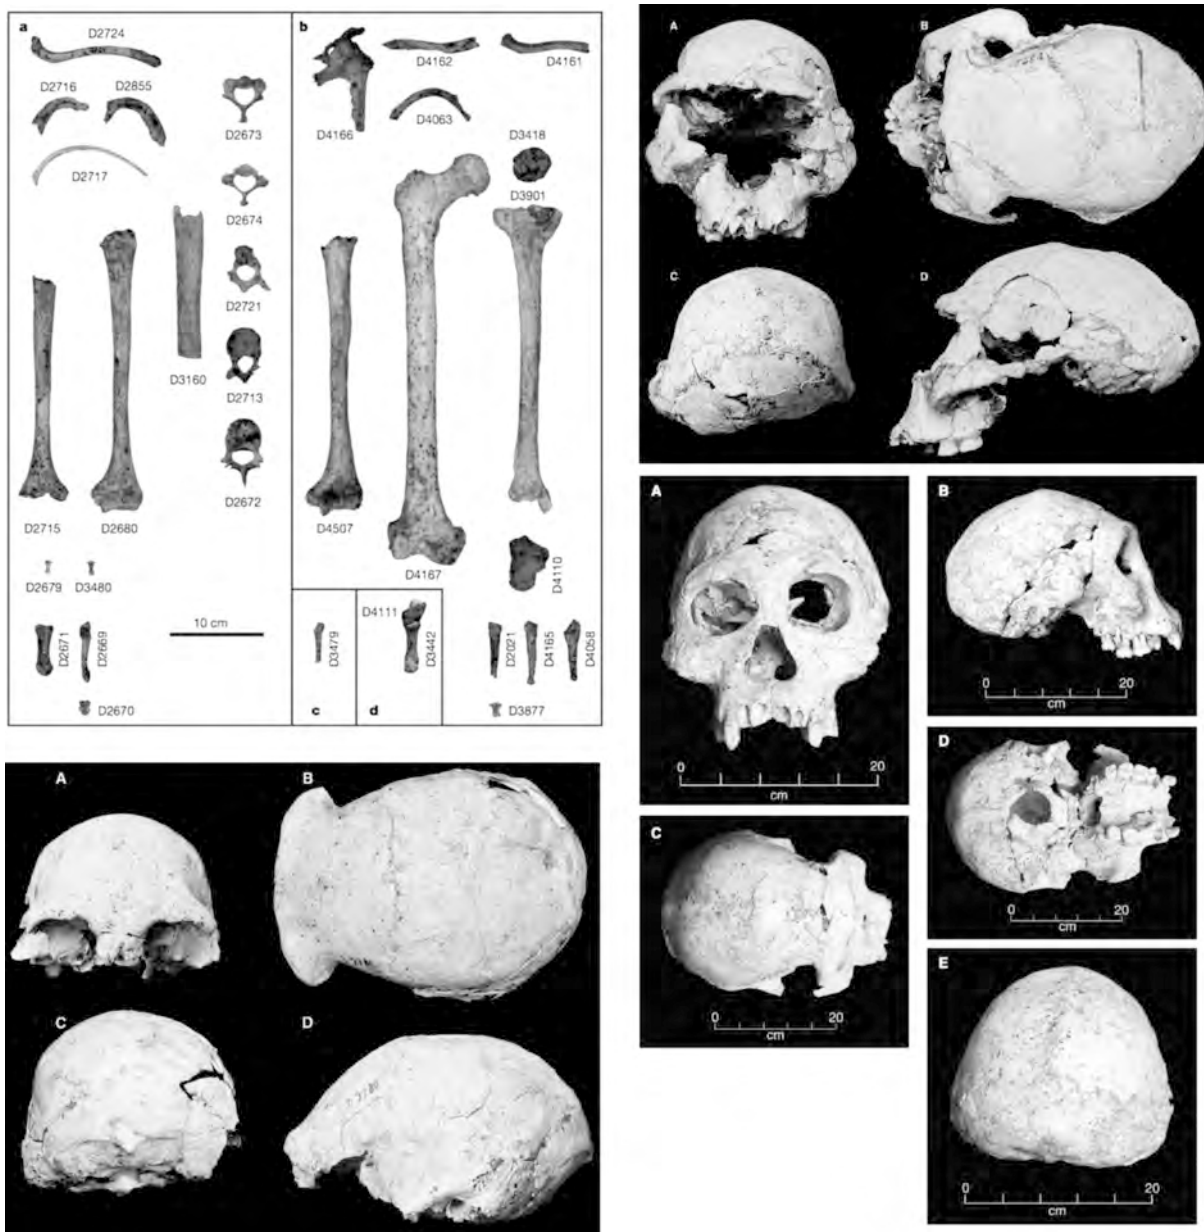 a
D2724
D2716
D2855
D2717
D2673
D2674
D2721
D3160
D2713
D2672
D2715
D2680
D2679
D3480
10 cm
D2671
D2669
D2670
b
D4162
D4161
D4166
D4063
D3418
D3901
D4507
D4167
D4110
c
D3479
d
D4111
D3442
D2021
D4165
D4058
D3877
A
B
C
D
A
0 20
cm
B
0 20
cm
C
0 20
cm
D
0 20
cm
E
0 20
cm
A
B
C
D